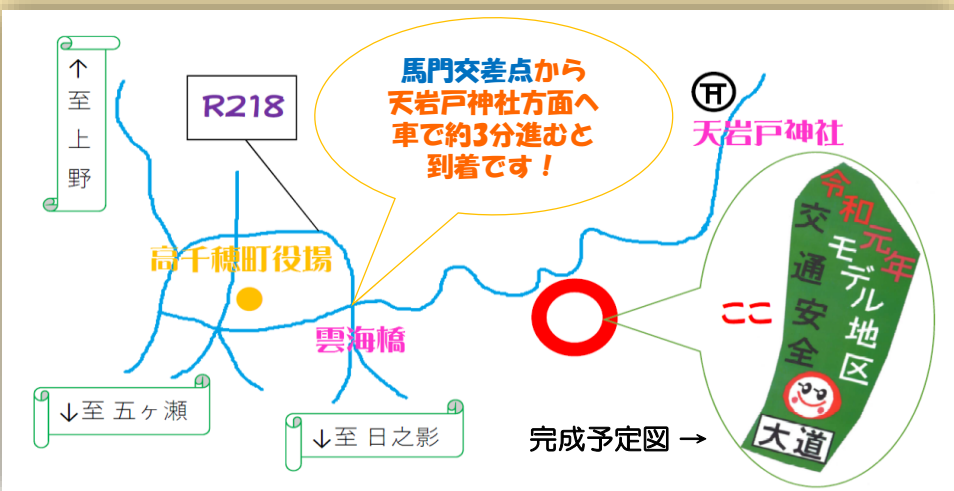 ↑至上野
R218
馬門交差点から
天岩戸神社方面へ
車で約3分進むと
到着です！
天岩戸神社
高千穂町役場
雲海橋
ここ
令和元年
モデル地区
交通安全
大道
↓至 五ヶ瀬
↓至 日之影
完成予定図 →